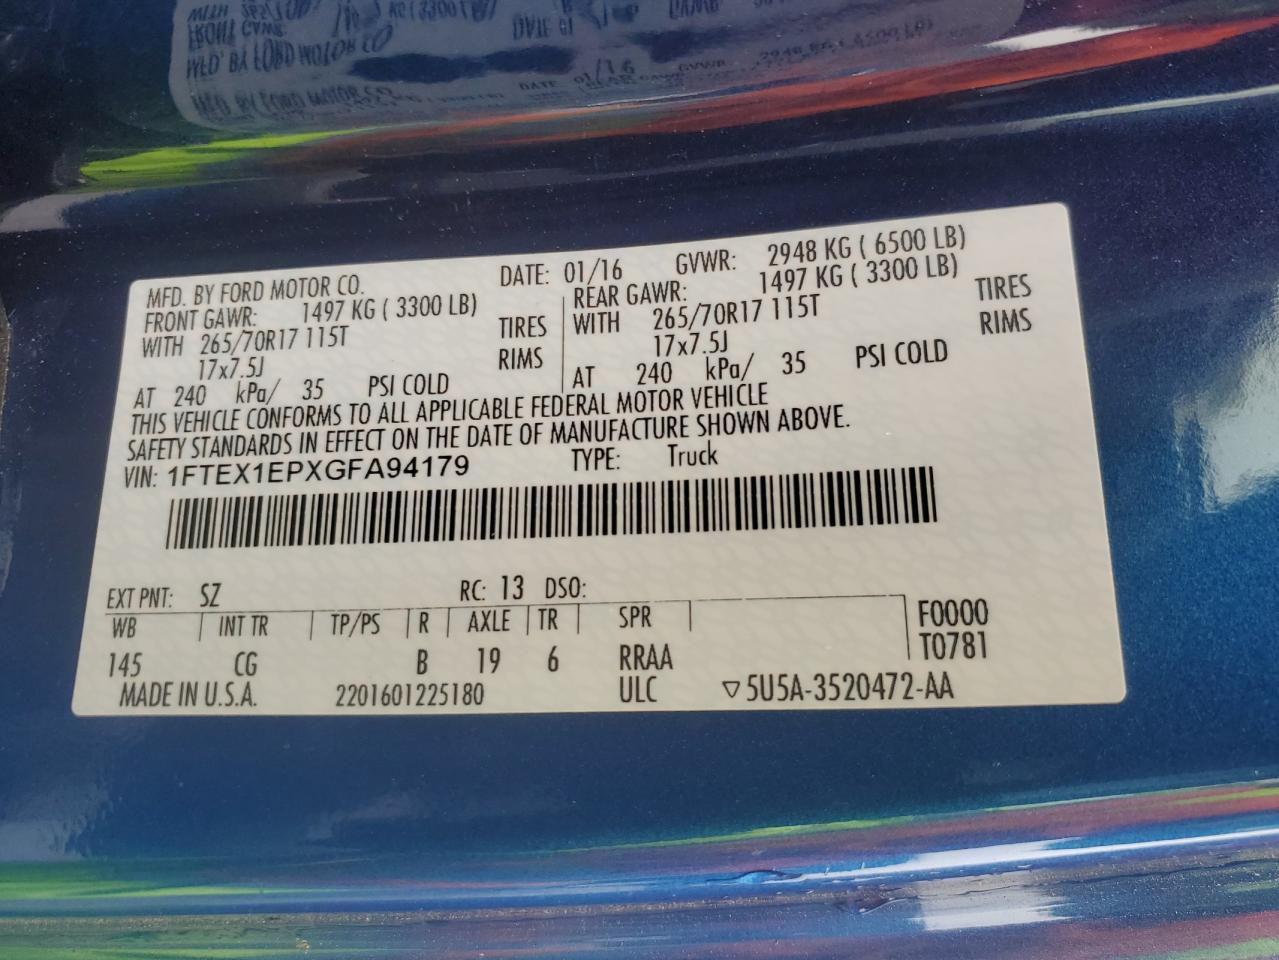 MFD. BY FORD MOTOR CO. DATE: 01/16 GVWR: 2948 KG ( 6500 LB)
FRONT GAWR: 1497 KG ( 3300 LB) REAR GAWR: 1497 KG ( 3300 LB)
WITH 265/70R17 115T TIRES WITH 265/70R17 115T TIRES
17x7.5J RIMS 17x7.5J RIMS
AT 240 kPa/ 35 PSI COLD AT 240 kPa/ 35 PSI COLD
THIS VEHICLE CONFORMS TO ALL APPLICABLE FEDERAL MOTOR VEHICLE
SAFETY STANDARDS IN EFFECT ON THE DATE OF MANUFACTURE SHOWN ABOVE.
VIN: 1FTEX1EPXGFA94179 TYPE: Truck
EXT PNT: SZ RC: 13 DSO:
WB INT TR TP/PS R AXLE TR SPR F0000
145 CG B 19 6 RRAA T0781
MADE IN U.S.A. 2201601225180 ULC ▽5U5A-3520472-AA